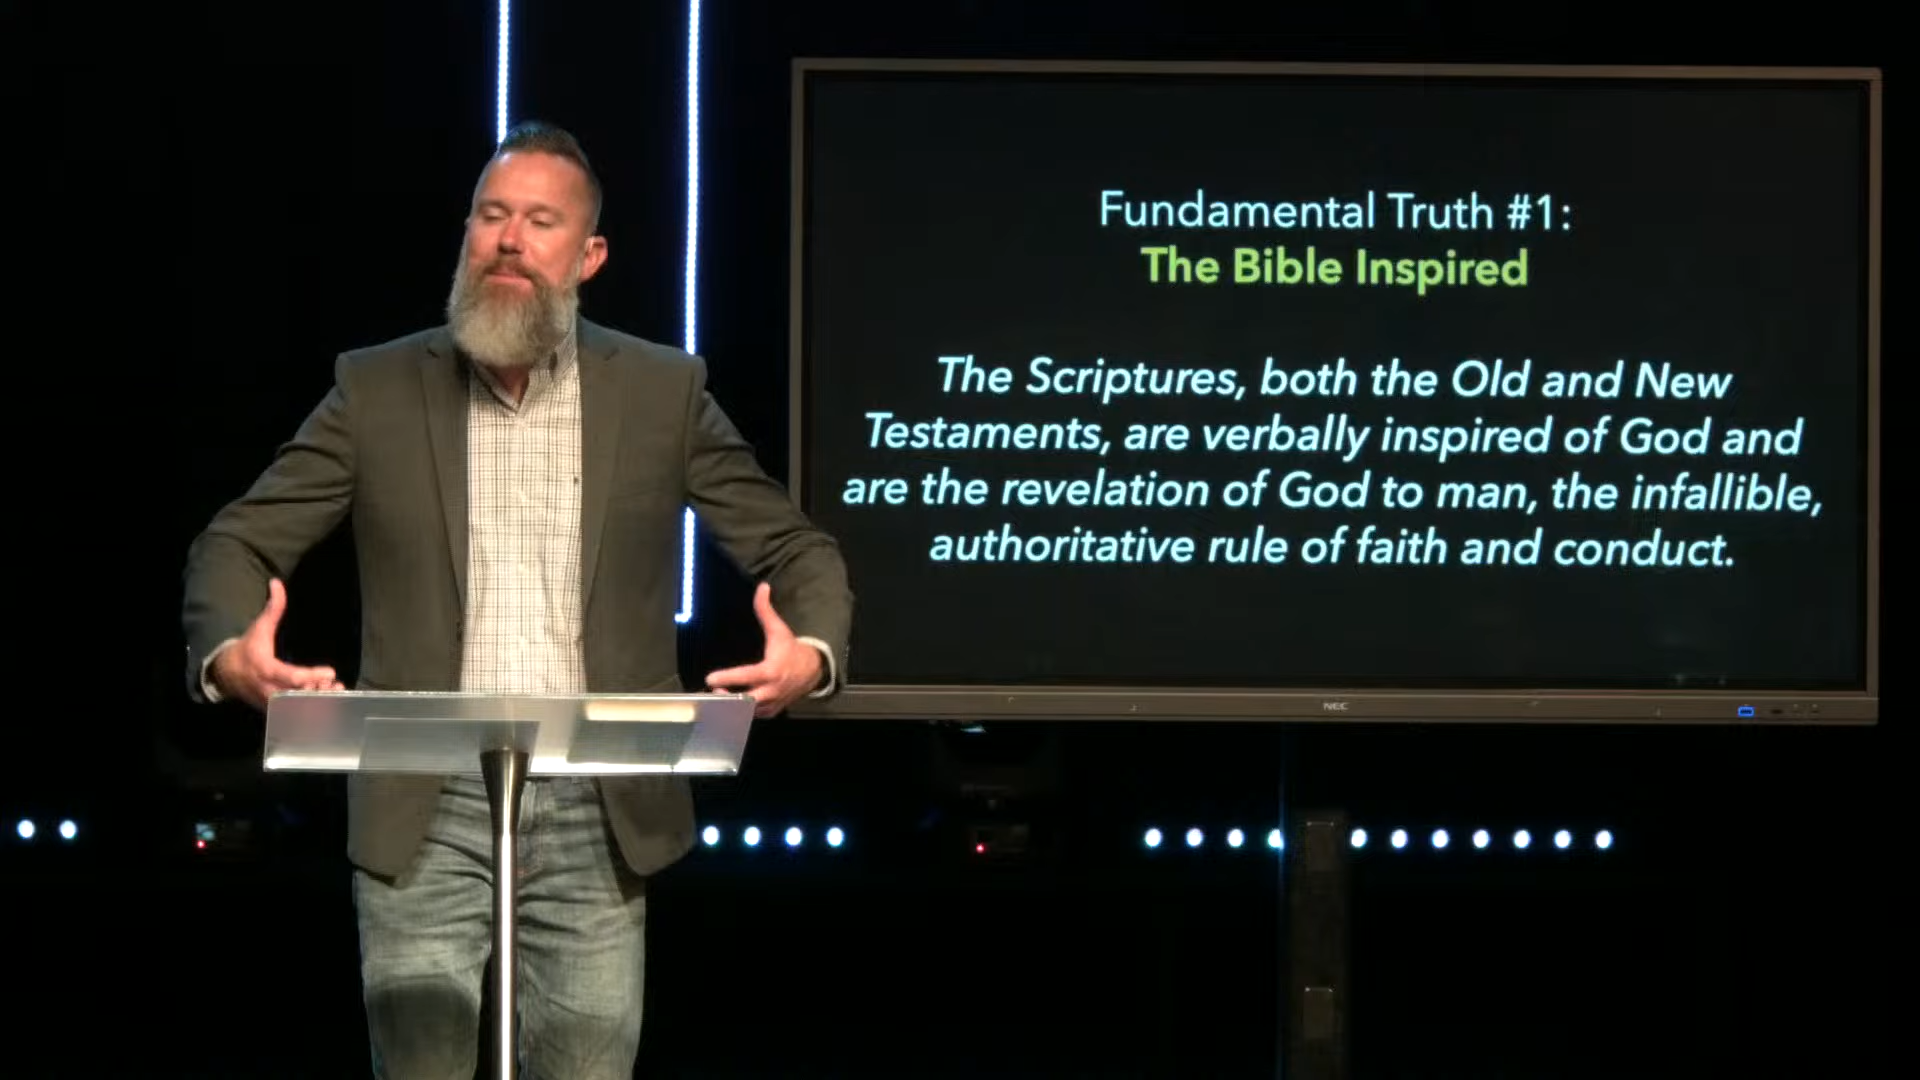 Fundamental Truth #1:
The Bible Inspired
The Scriptures, both the Old and New
Testaments, are verbally inspired of God and
are the revelation of God to man, the infallible,
authoritative rule of faith and conduct.
NEC